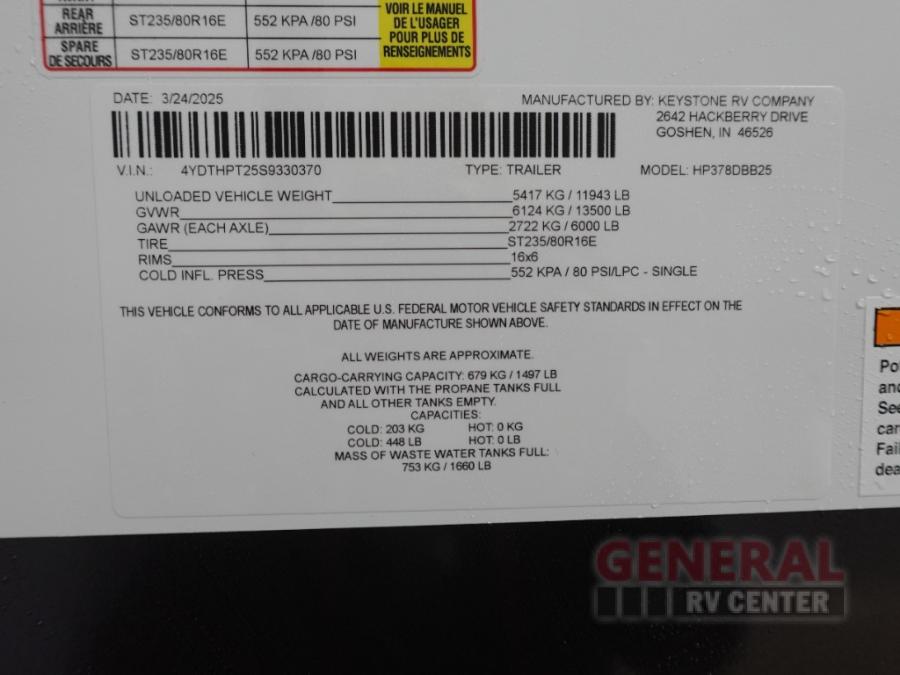 REAR
ARRIÈRE
ST235/80R16E
552 KPA /80 PSI
SPARE
DE SECOURS
ST235/80R16E
552 KPA /80 PSI
VOIR LE MANUEL
DE L'USAGER
POUR PLUS DE
RENSEIGNEMENTS
DATE: 3/24/2025
MANUFACTURED BY: KEYSTONE RV COMPANY
2642 HACKBERRY DRIVE
GOSHEN, IN 46526
V.I.N.: 4YDTHPT25S9330370 TYPE: TRAILER MODEL: HP378DBB25
UNLOADED VEHICLE WEIGHT 5417 KG / 11943 LB
GVWR 6124 KG / 13500 LB
GAWR (EACH AXLE) 2722 KG / 6000 LB
TIRE ST235/80R16E
RIMS 16x6
COLD INFL. PRESS 552 KPA / 80 PSI/LPC - SINGLE
THIS VEHICLE CONFORMS TO ALL APPLICABLE U.S. FEDERAL MOTOR VEHICLE SAFETY STANDARDS IN EFFECT ON THE
DATE OF MANUFACTURE SHOWN ABOVE.
ALL WEIGHTS ARE APPROXIMATE.
CARGO-CARRYING CAPACITY: 679 KG / 1497 LB
CALCULATED WITH THE PROPANE TANKS FULL
AND ALL OTHER TANKS EMPTY.
CAPACITIES:
COLD: 203 KG HOT: 0 KG
COLD: 448 LB HOT: 0 LB
MASS OF WASTE WATER TANKS FULL:
753 KG / 1660 LB
Po
and
See
car
Fail
dea
GENERAL
RV CENTER